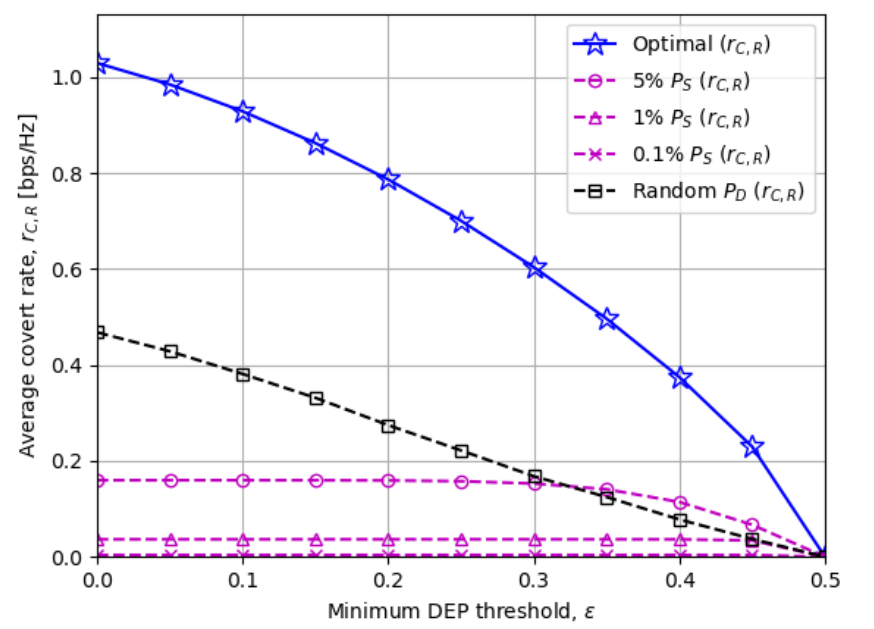 Optimal (r_{C,R})
5% P_S (r_{C,R})
1% P_S (r_{C,R})
0.1% P_S (r_{C,R})
Random P_D (r_{C,R})
Average covert rate, r_{C,R} [bps/Hz]
1.0
0.8
0.6
0.4
0.2
0.0
0.0 0.1 0.2 0.3 0.4 0.5
Minimum DEP threshold, ε